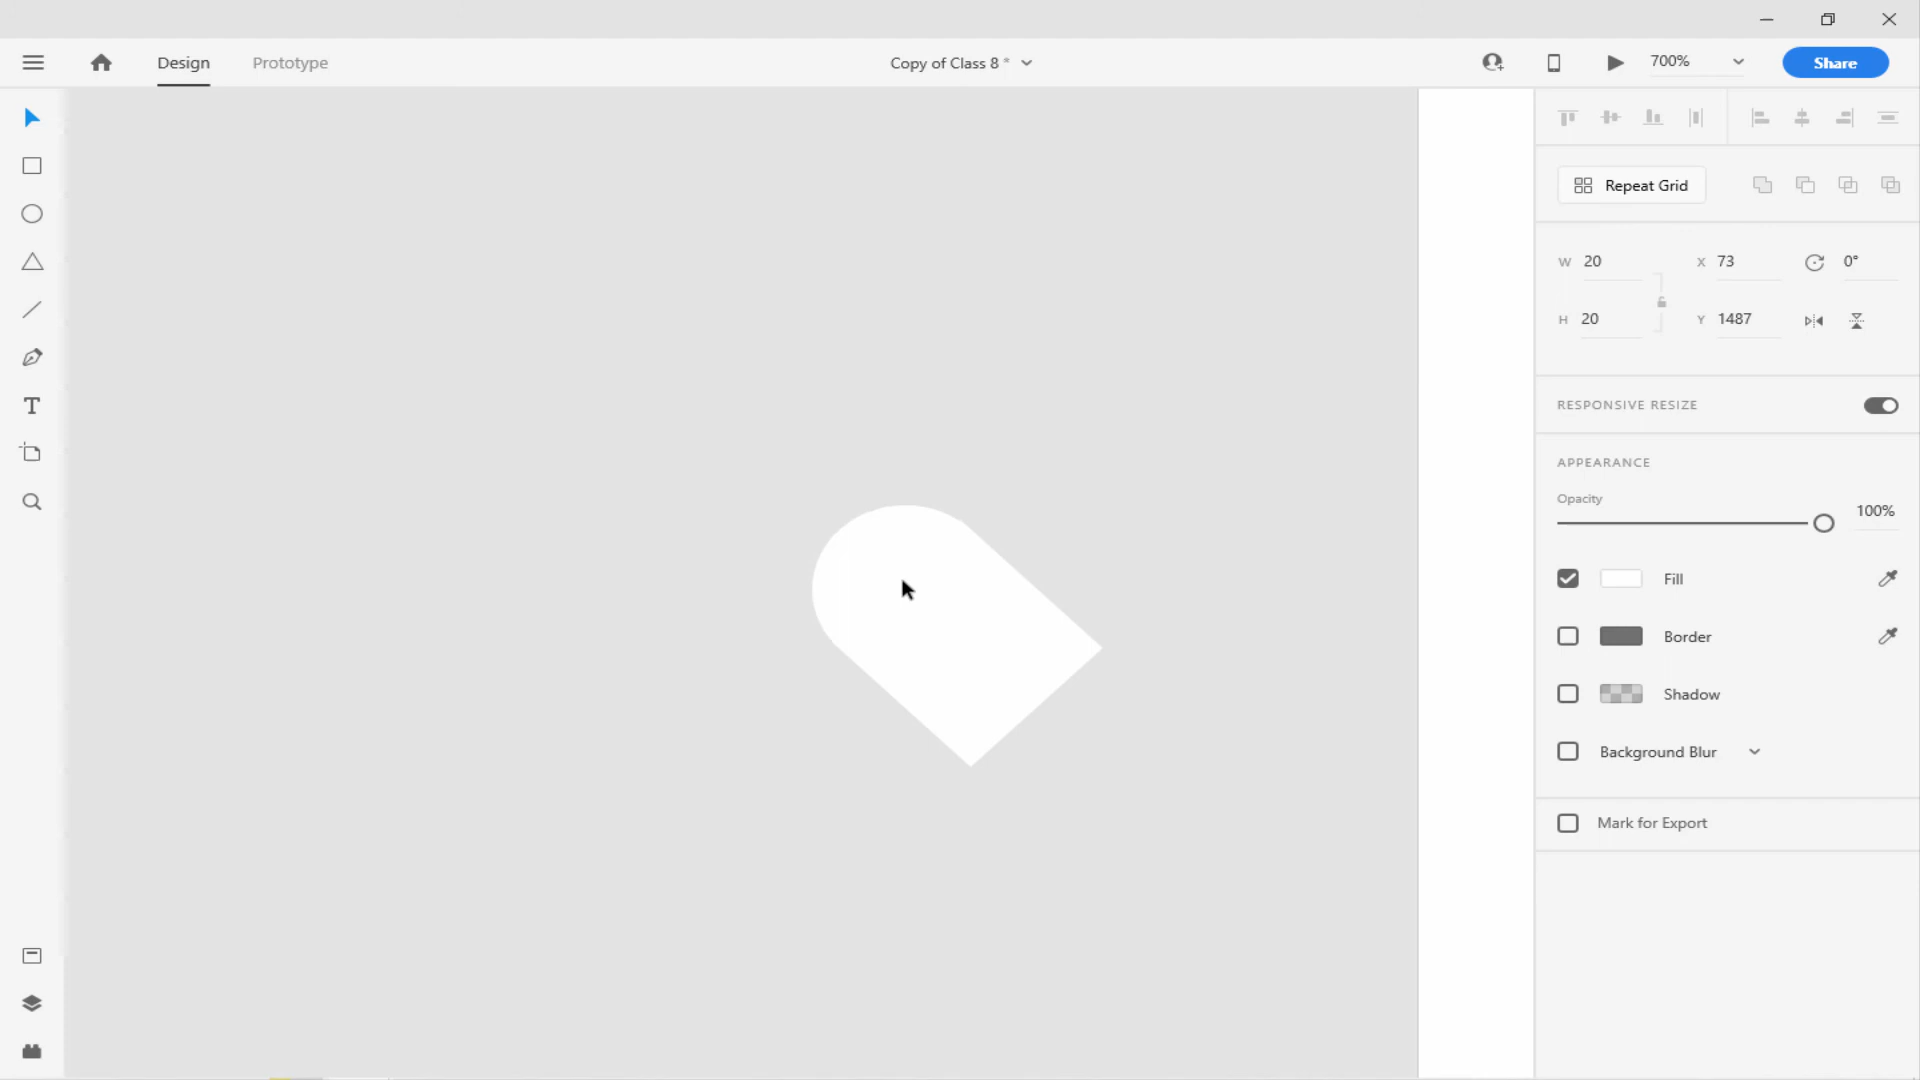 Design
Prototype
Copy of Class 8 *
700%
Share
Repeat Grid
W 20
X 73
0°
H 20
Y 1487
RESPONSIVE RESIZE
APPEARANCE
Opacity
100%
Fill
Border
Shadow
Background Blur
Mark for Export